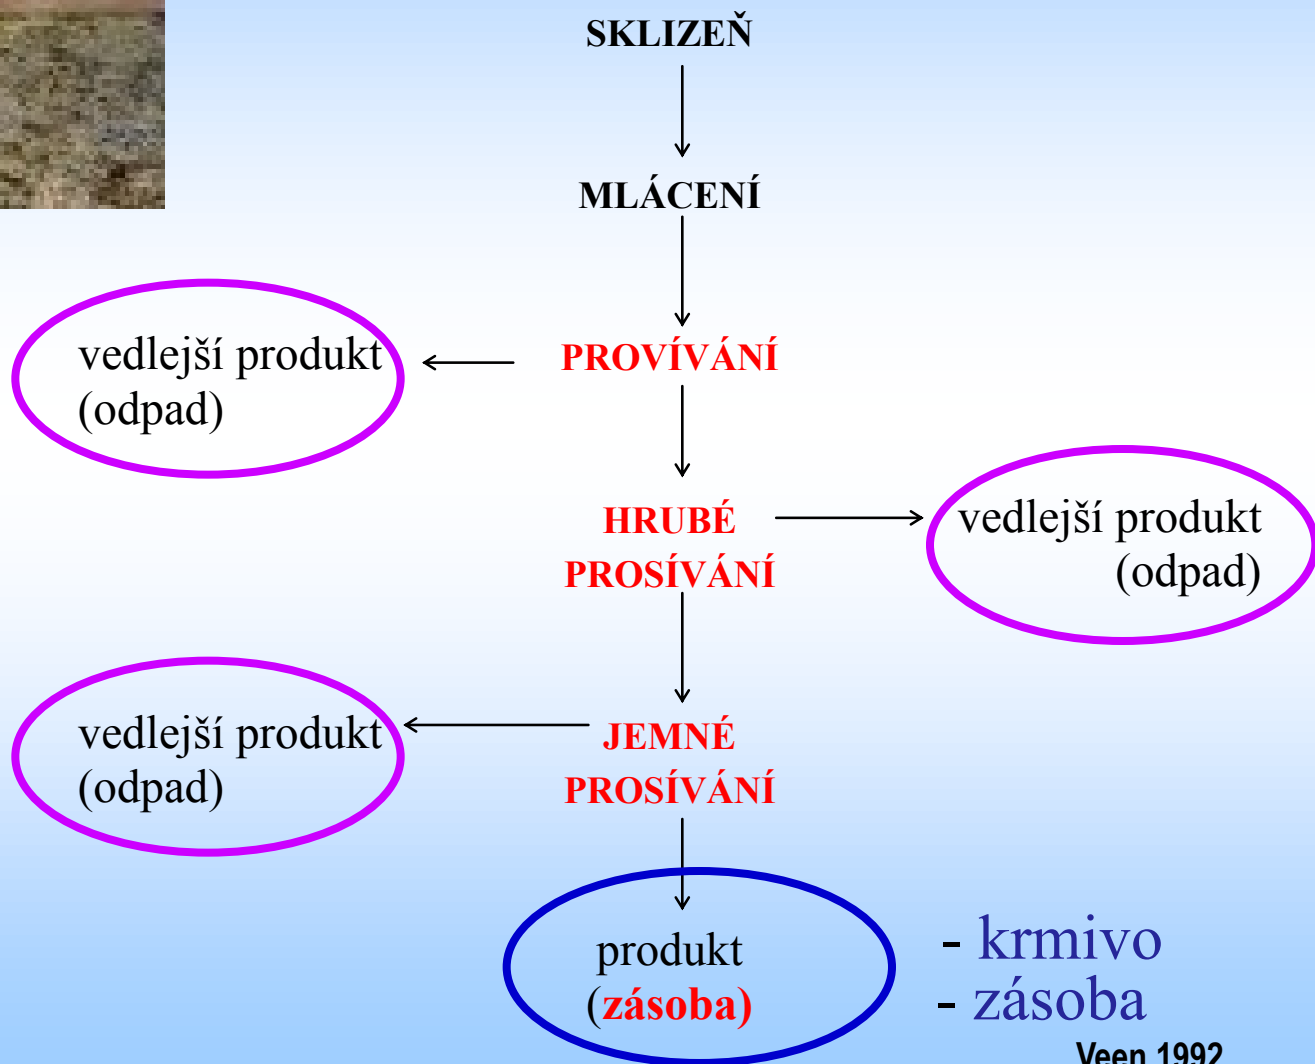 SKLIZEŇ
MLÁCENÍ
vedlejší produkt
(odpad)
PROVÍVÁNÍ
HRUBÉ
PROSÍVÁNÍ
vedlejší produkt
(odpad)
vedlejší produkt
(odpad)
JEMNÉ
PROSÍVÁNÍ
produkt
(zásoba)
- krmivo
- zásoba
Veen 1992